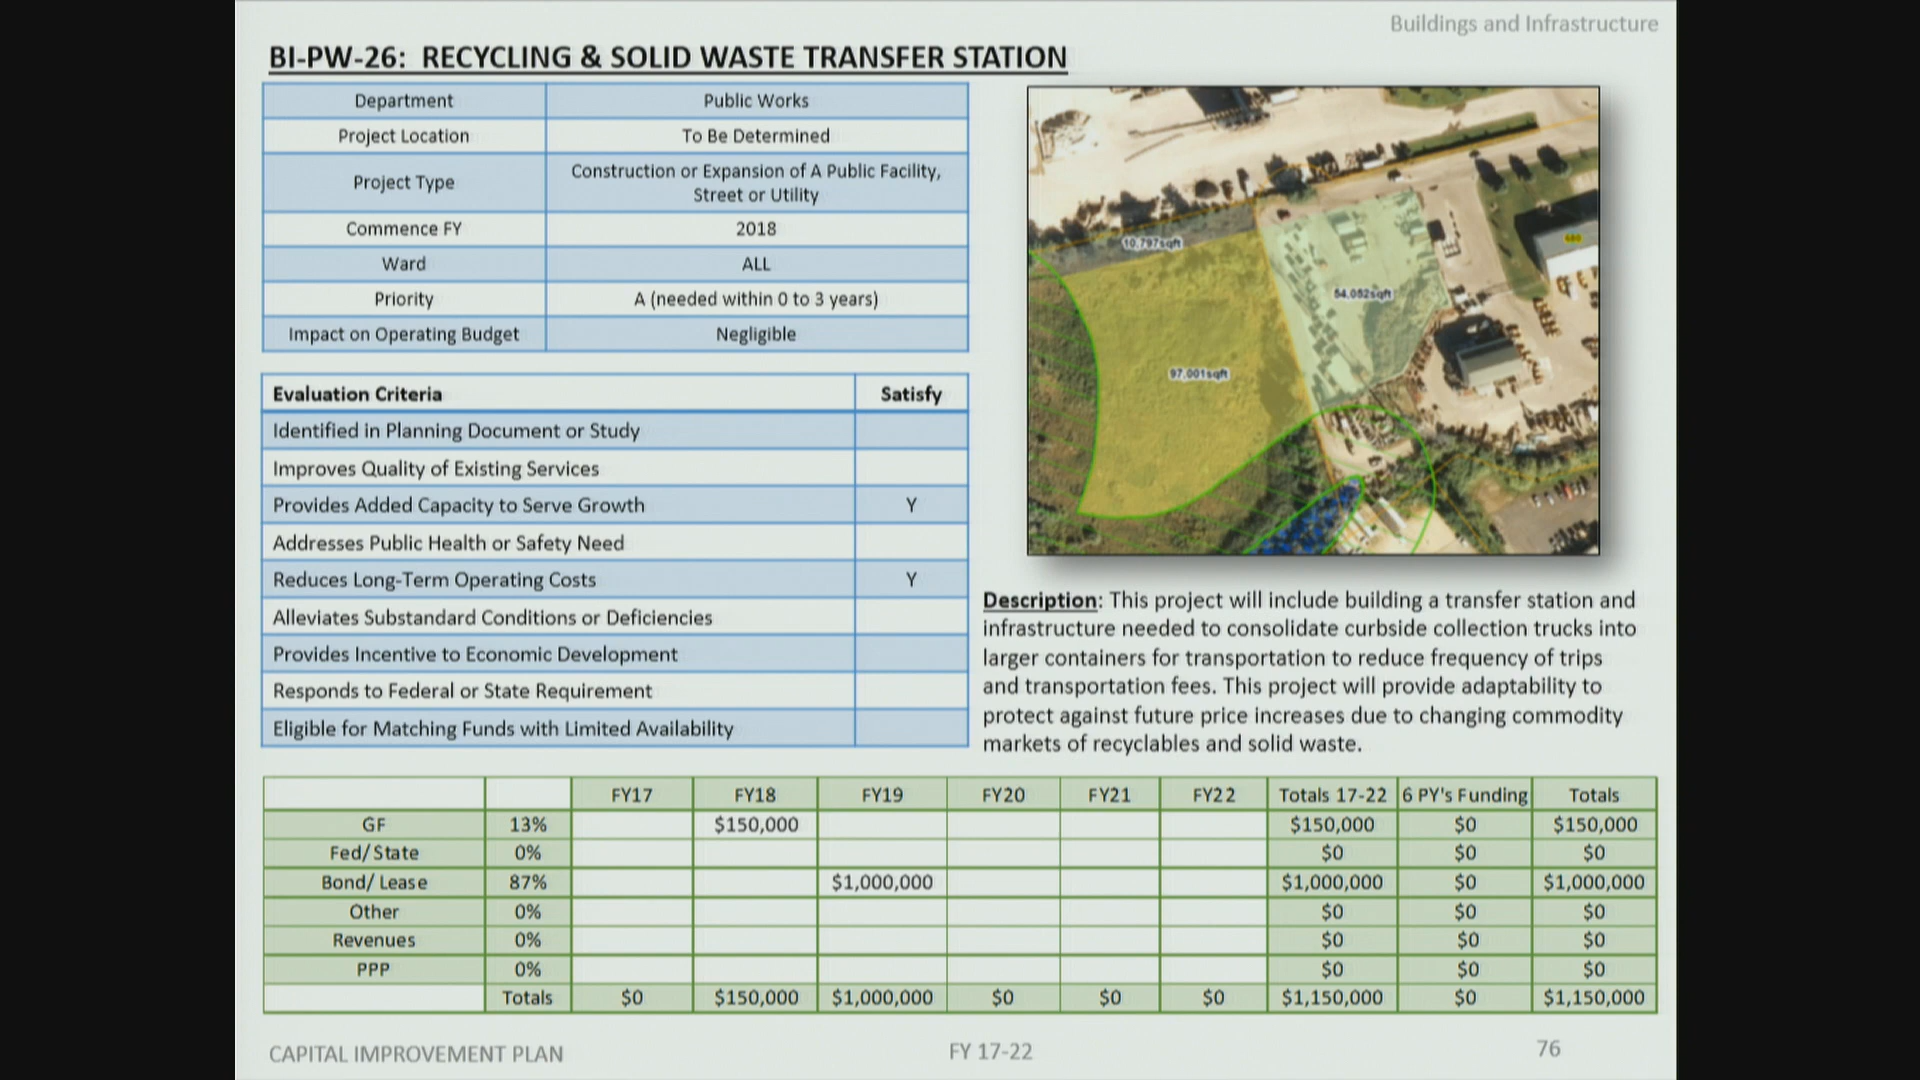 Buildings and Infrastructure
BI-PW-26: RECYCLING & SOLID WASTE TRANSFER STATION
Department Public Works
Project Location To Be Determined
Project Type Construction or Expansion of A Public Facility,
Street or Utility
Commence FY 2018
Ward ALL
Priority A (needed within 0 to 3 years)
Impact on Operating Budget Negligible
10,797sqft
54,052sqft
97,001sqft
680
Evaluation Criteria Satisfy
Identified in Planning Document or Study
Improves Quality of Existing Services
Provides Added Capacity to Serve Growth Y
Addresses Public Health or Safety Need
Reduces Long-Term Operating Costs Y
Alleviates Substandard Conditions or Deficiencies
Provides Incentive to Economic Development
Responds to Federal or State Requirement
Eligible for Matching Funds with Limited Availability
Description: This project will include building a transfer station and
infrastructure needed to consolidate curbside collection trucks into
larger containers for transportation to reduce frequency of trips
and transportation fees. This project will provide adaptability to
protect against future price increases due to changing commodity
markets of recyclables and solid waste.
FY17 FY18 FY19 FY20 FY21 FY22 Totals 17-22 6 PY's Funding Totals
GF 13% $150,000 $150,000 $0 $150,000
Fed/ State 0% $0 $0 $0
Bond/ Lease 87% $1,000,000 $1,000,000 $0 $1,000,000
Other 0% $0 $0 $0
Revenues 0% $0 $0 $0
PPP 0% $0 $0 $0
Totals $0 $150,000 $1,000,000 $0 $0 $0 $1,150,000 $0 $1,150,000
CAPITAL IMPROVEMENT PLAN FY 17-22 76